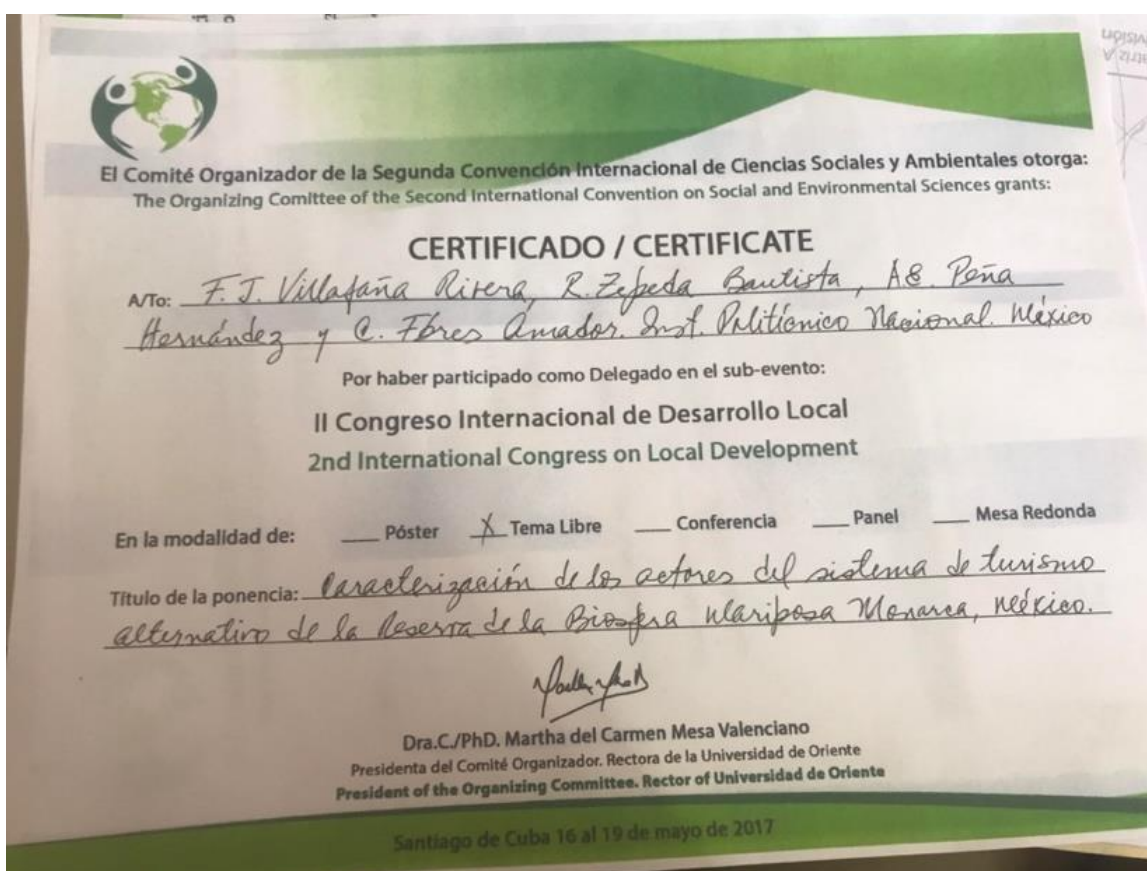 El Comité Organizador de la Segunda Convención Internacional de Ciencias Sociales y Ambientales otorga:
The Organizing Comittee of the Second International Convention on Social and Environmental Sciences grants:
CERTIFICADO / CERTIFICATE
A/To: F. J. Villafaña Rivera, R. Zepeda Bautista, A8. Peña
Hernández y C. Flores Amador. Inst. Politiénico Nacional. México
Por haber participado como Delegado en el sub-evento:
II Congreso Internacional de Desarrollo Local
2nd International Congress on Local Development
En la modalidad de: ___ Póster _X_ Tema Libre ___ Conferencia ___ Panel ___ Mesa Redonda
Título de la ponencia: Caracterización de los actores del sistema de turismo
alternativo de la Reserva de la Biosfera Mariposa Monarca, México.
Dra.C./PhD. Martha del Carmen Mesa Valenciano
Presidenta del Comité Organizador. Rectora de la Universidad de Oriente
President of the Organizing Committee. Rector of Universidad de Oriente
Santiago de Cuba 16 al 19 de mayo de 2017